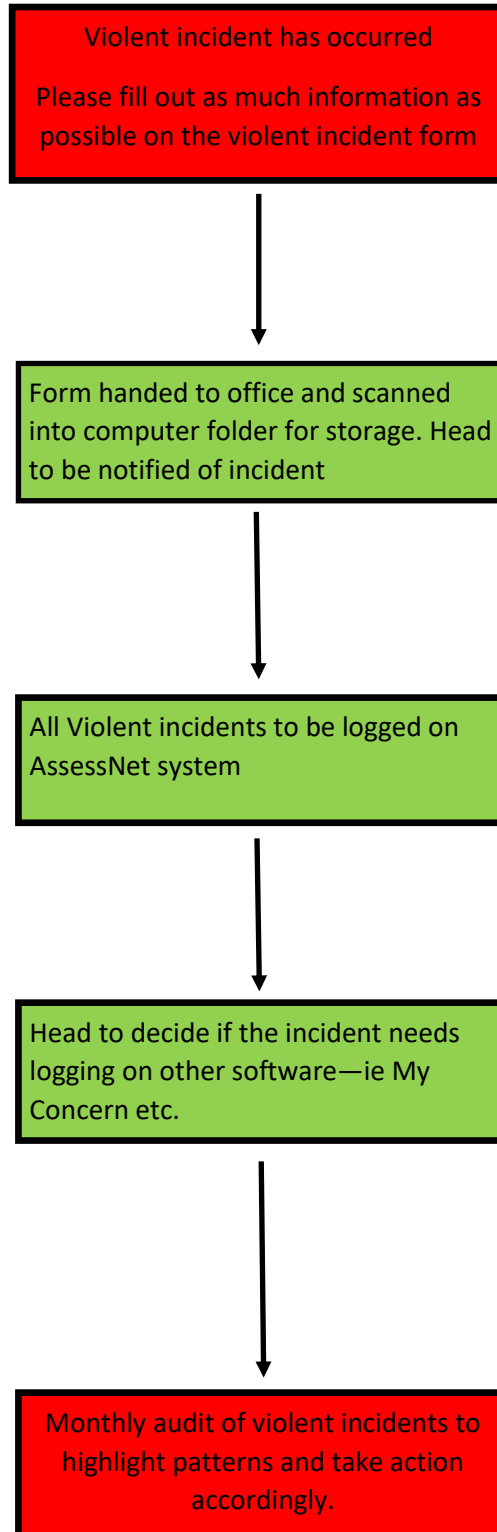 Violent incident has occurred
Please fill out as much information as
possible on the violent incident form
Form handed to office and scanned
into computer folder for storage. Head
to be notified of incident
All Violent incidents to be logged on
AssessNet system
Head to decide if the incident needs
logging on other software—ie My
Concern etc.
Monthly audit of violent incidents to
highlight patterns and take action
accordingly.